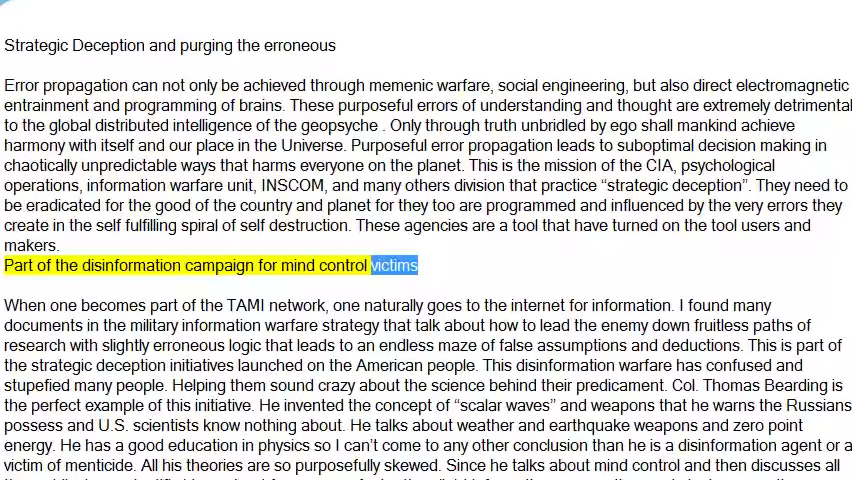 Strategic Deception and purging the erroneous
Error propagation can not only be achieved through memenic warfare, social engineering, but also direct electromagnetic
entrainment and programming of brains. These purposeful errors of understanding and thought are extremely detrimental
to the global distributed intelligence of the geopsyche . Only through truth unbridled by ego shall mankind achieve
harmony with itself and our place in the Universe. Purposeful error propagation leads to suboptimal decision making in
chaotically unpredictable ways that harms everyone on the planet. This is the mission of the CIA, psychological
operations, information warfare unit, INSCOM, and many others division that practice “strategic deception”. They need to
be eradicated for the good of the country and planet for they too are programmed and influenced by the very errors they
create in the self fulfilling spiral of self destruction. These agencies are a tool that have turned on the tool users and
makers.
Part of the disinformation campaign for mind control victims
When one becomes part of the TAMI network, one naturally goes to the internet for information. I found many
documents in the military information warfare strategy that talk about how to lead the enemy down fruitless paths of
research with slightly erroneous logic that leads to an endless maze of false assumptions and deductions. This is part of
the strategic deception initiatives launched on the American people. This disinformation warfare has confused and
stupefied many people. Helping them sound crazy about the science behind their predicament. Col. Thomas Bearding is
the perfect example of this initiative. He invented the concept of “scalar waves” and weapons that he warns the Russians
possess and U.S. scientists know nothing about. He talks about weather and earthquake weapons and zero point
energy. He has a good education in physics so I can’t come to any other conclusion than he is a disinformation agent or a
victim of menticide. All his theories are so purposefully skewed. Since he talks about mind control and then discusses all